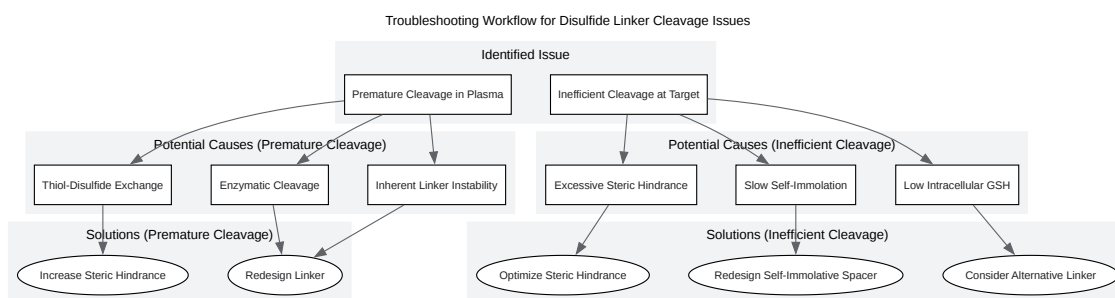 Troubleshooting Workflow for Disulfide Linker Cleavage Issues
Identified Issue
Premature Cleavage in Plasma
Inefficient Cleavage at Target
Potential Causes (Premature Cleavage)
Potential Causes (Inefficient Cleavage)
Thiol-Disulfide Exchange
Enzymatic Cleavage
Inherent Linker Instability
Excessive Steric Hindrance
Slow Self-Immolation
Low Intracellular GSH
Solutions (Premature Cleavage)
Solutions (Inefficient Cleavage)
Increase Steric Hindrance
Redesign Linker
Optimize Steric Hindrance
Redesign Self-Immolative Spacer
Consider Alternative Linker